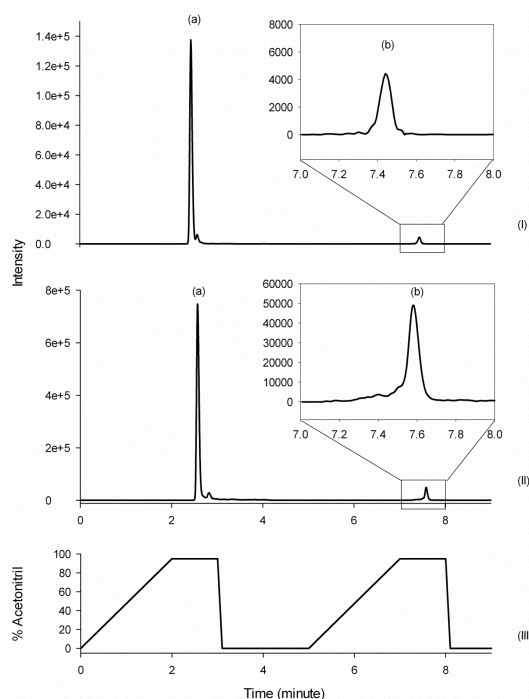 (a)
(b)
8000
6000
4000
2000
0
7.0 7.2 7.4 7.6 7.8 8.0
1.4e+5
1.2e+5
1.0e+5
8.0e+4
6.0e+4
4.0e+4
2.0e+4
0.0
(I)
Intensity
(a)
(b)
60000
50000
40000
30000
20000
10000
0
7.0 7.2 7.4 7.6 7.8 8.0
8e+5
6e+5
4e+5
2e+5
0
(II)
0 2 4 6 8
% Acetonitril
100
80
60
40
20
0
(III
0 2 4 6 8
Time (minute)